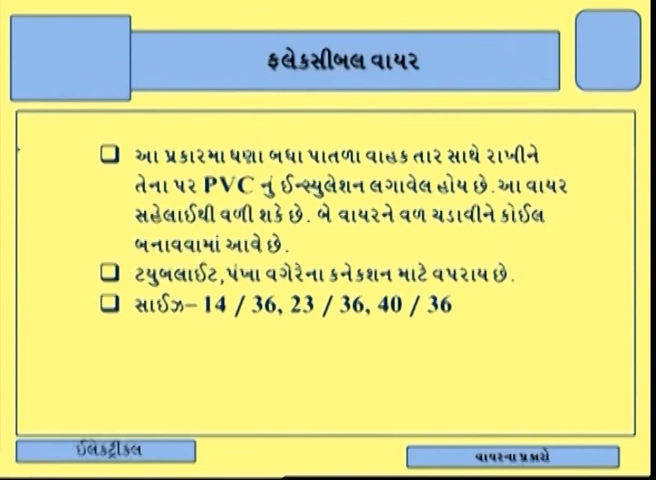 ફલેકસીબલ વાયર
❑ આ પ્રકારમા ઘણા બધા પાતળા વાહક તાર સાથે રાખીને
તેના પર PVC નું ઈન્સ્યુલેશન લગાવેલ હોય છે. આ વાયર
સહેલાઈથી વળી શકે છે. બે વાયરને વળ ચડાવીને કોઈલ
બનાવવામાં આવે છે.
❑ ટયુબલાઈટ,પંખા વગેરેના કનેકશન માટે વપરાય છે.
❑ સાઈઝ– 14 / 36, 23 / 36, 40 / 36
ઈલેકટ્રીકલ
વાયરના પ્રકારો